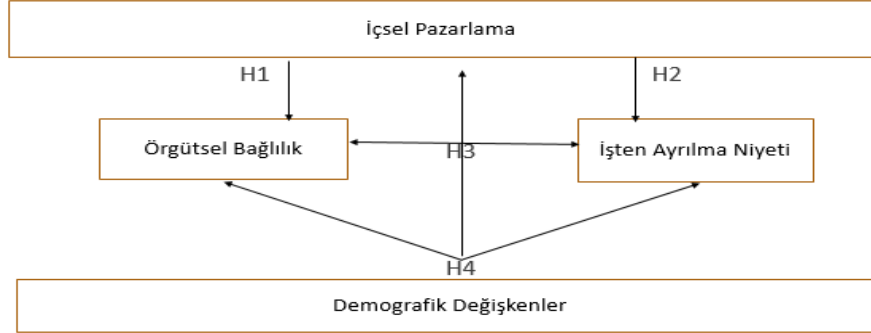 İçsel Pazarlama
H1
H2
Örgütsel Bağlılık
H3
İşten Ayrılma Niyeti
H4
Demografik Değişkenler